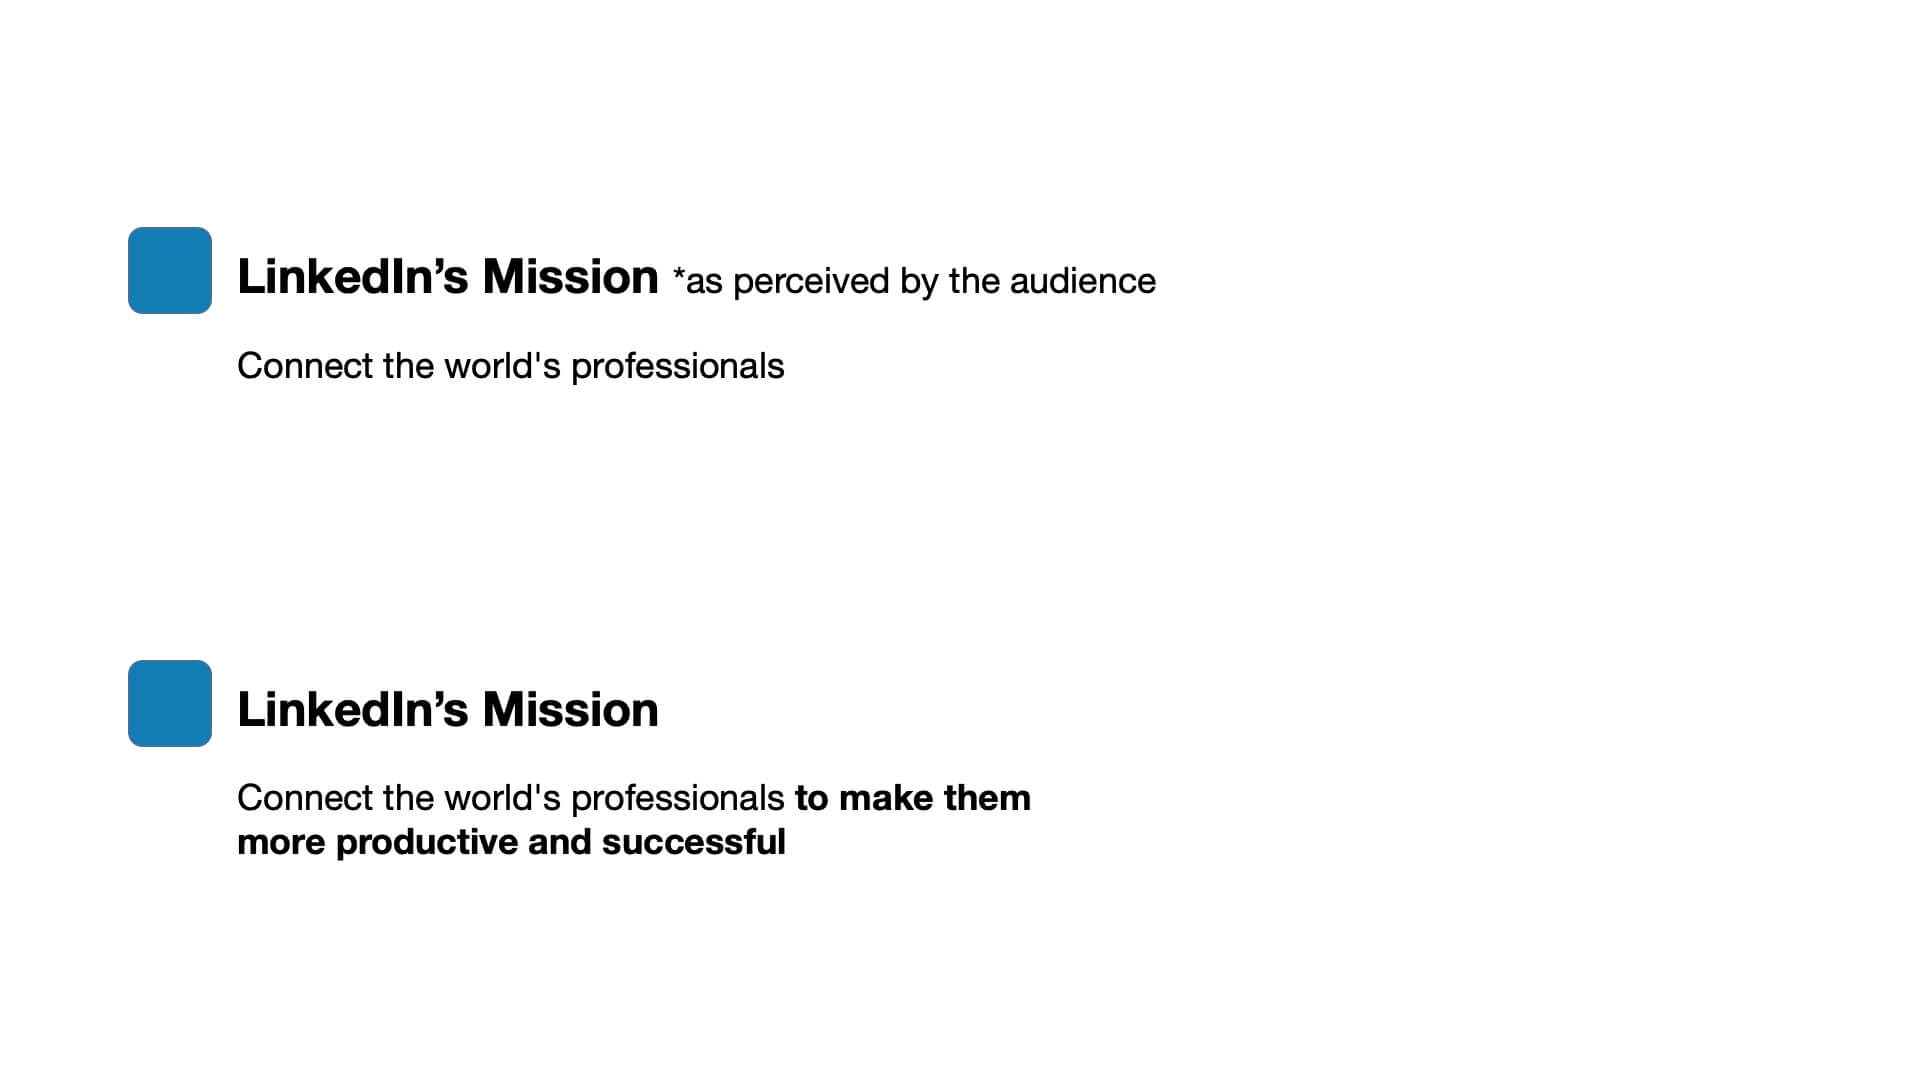 LinkedIn’s Mission *as perceived by the audience
Connect the world's professionals
LinkedIn’s Mission
Connect the world's professionals to make them
more productive and successful